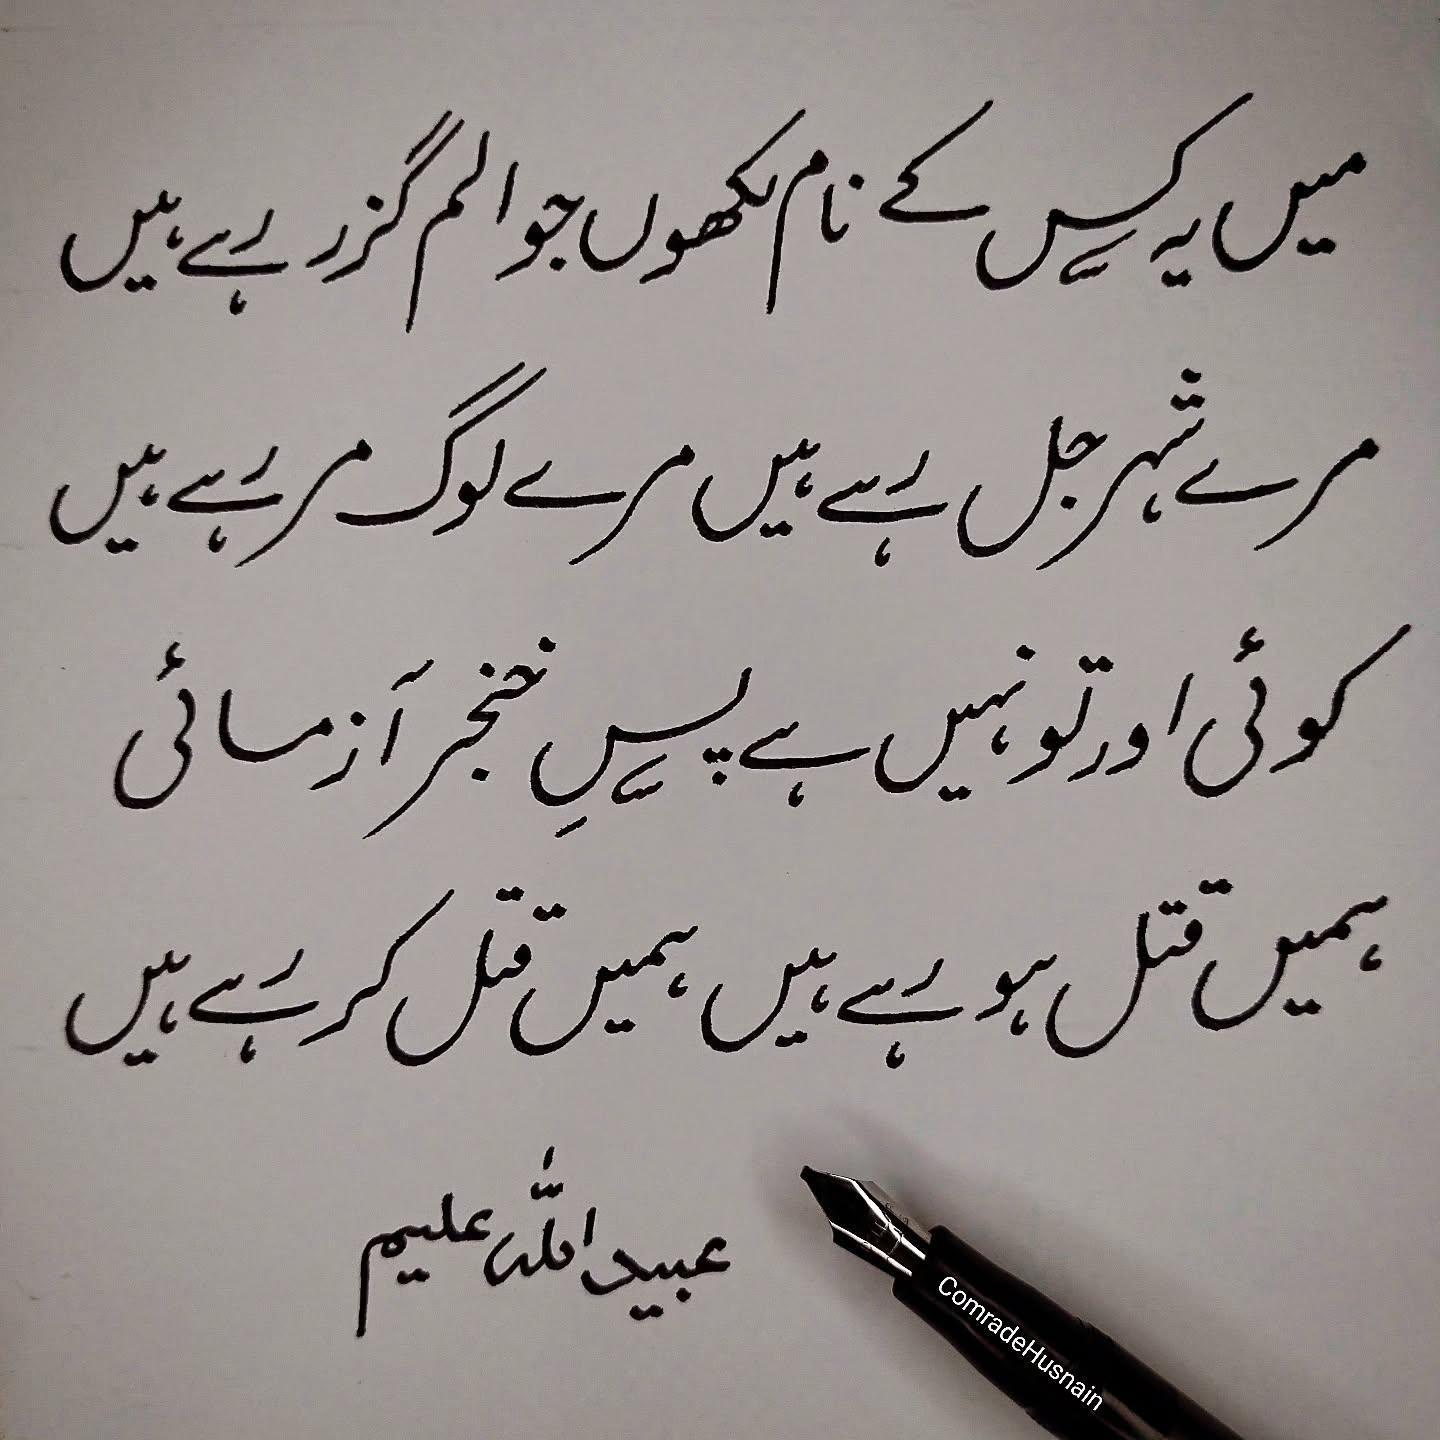 میں یہ کس کے نام لکھوں جو الم گزر رہے ہیں
مرے شہر جل رہے ہیں مرے لوگ مر رہے ہیں
کوئی اور تو نہیں ہے پسِ خنجر آزمائی
ہمیں قتل ہو رہے ہیں ہمیں قتل کر رہے ہیں
عبید اللہ علیم
ComradeHusnain